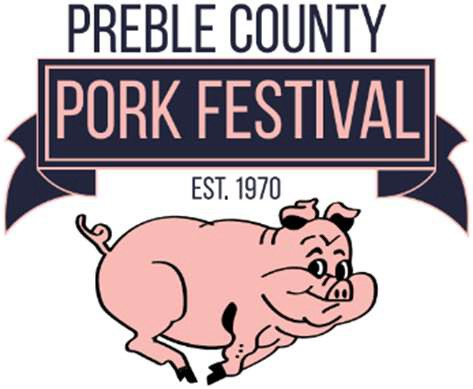 PREBLE COUNTY
PORK FESTIVAL
EST. 1970